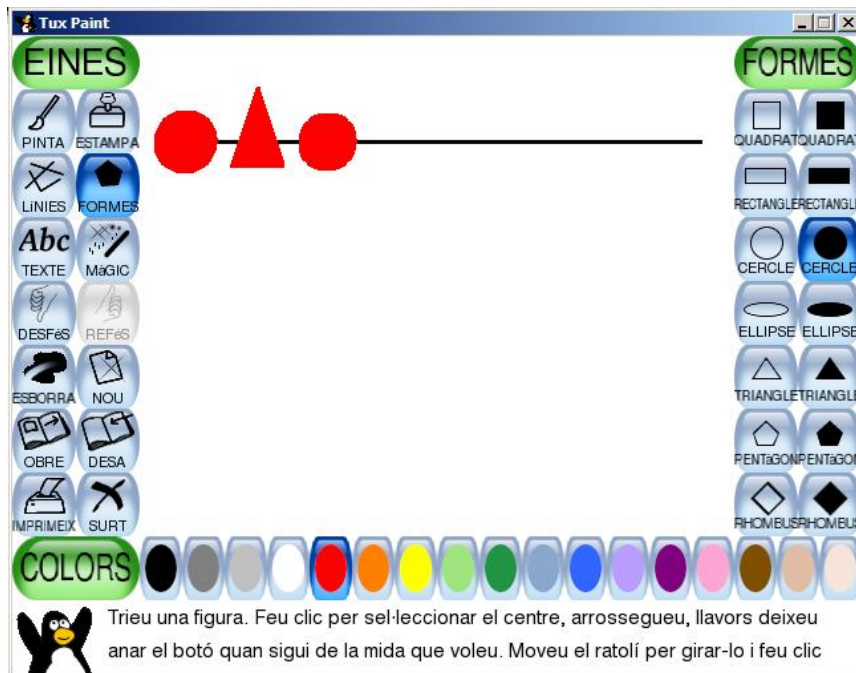 Tux Paint
EINES
FORMES
PINTA ESTAMPA
QUADRAT QUADRAT
LíNIES FORMES
RECTANGLE RECTANGLE
Abc
TEXTE MàGIC
CERCLE CERCLE
DESFéS REFéS
ELLIPSE ELLIPSE
ESBORRA NOU
TRIANGLE TRIANGLE
OBRE DESA
PENTàGON PENTàGON
IMPRIMEIX SURT
RHOMBUS RHOMBUS
COLORS
Trieu una figura. Feu clic per sel·leccionar el centre, arrossegueu, llavors deixeu
anar el botó quan sigui de la mida que voleu. Moveu el ratolí per girar-lo i feu clic